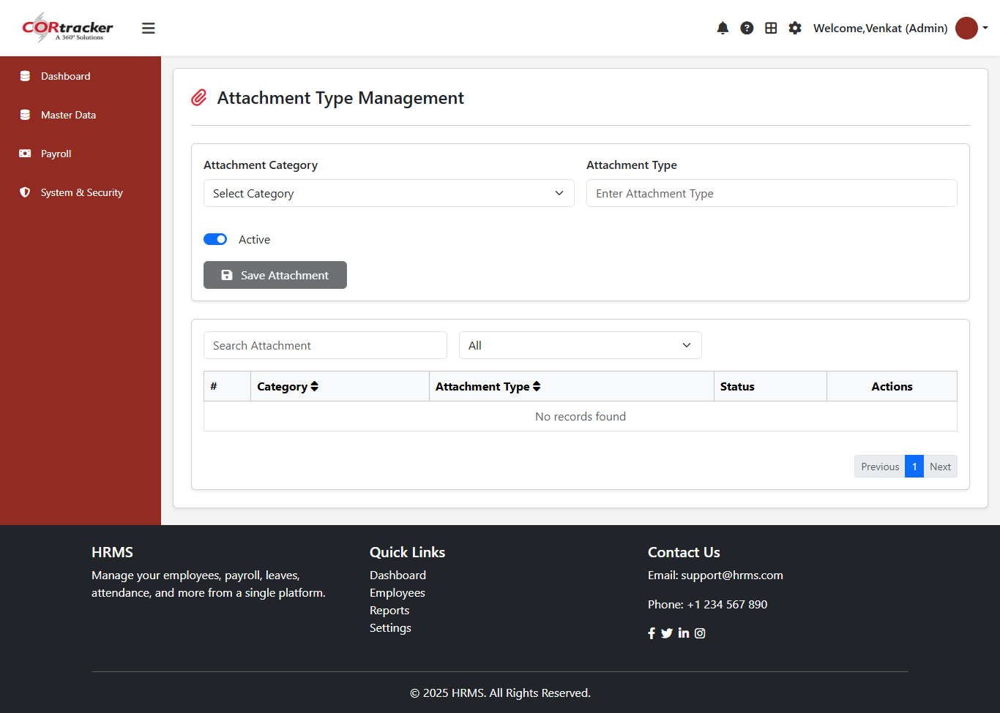 CORtracker
A 360° Solutions
Welcome,Venkat (Admin)
Dashboard
Master Data
Payroll
System & Security
Attachment Type Management
Attachment Category
Attachment Type
Select Category
Enter Attachment Type
Active
Save Attachment
Search Attachment
All
# Category Attachment Type Status Actions
No records found
Previous 1 Next
HRMS
Manage your employees, payroll, leaves,
attendance, and more from a single platform.
Quick Links
Dashboard
Employees
Reports
Settings
Contact Us
Email: support@hrms.com
Phone: +1 234 567 890
© 2025 HRMS. All Rights Reserved.